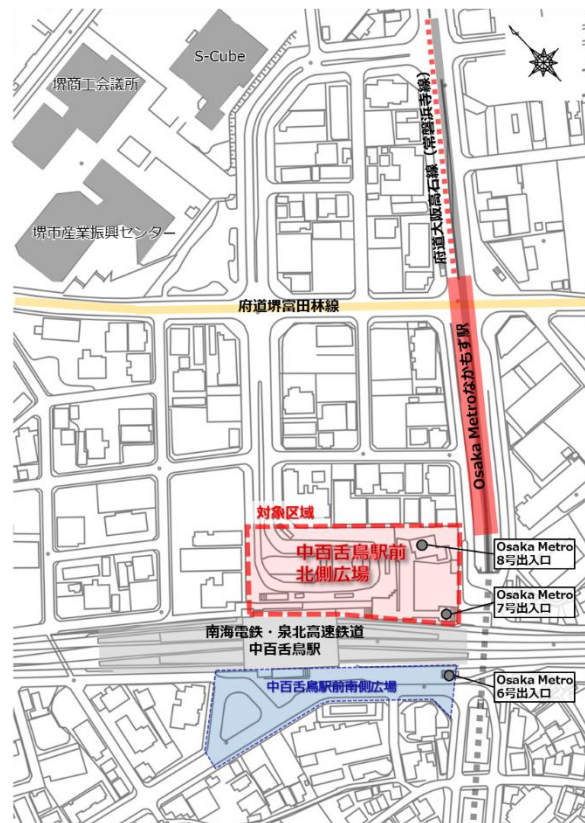 S-Cube
堺商工会議所
府道大阪高石線（常磐浜寺線）
堺市産業振興センター
府道堺富田林線
Osaka Metroなかもず駅
対象区域
中百舌鳥駅前
北側広場
Osaka Metro
8号出入口
Osaka Metro
7号出入口
南海電鉄・泉北高速鉄道
中百舌鳥駅
中百舌鳥駅前南側広場
Osaka Metro
6号出入口